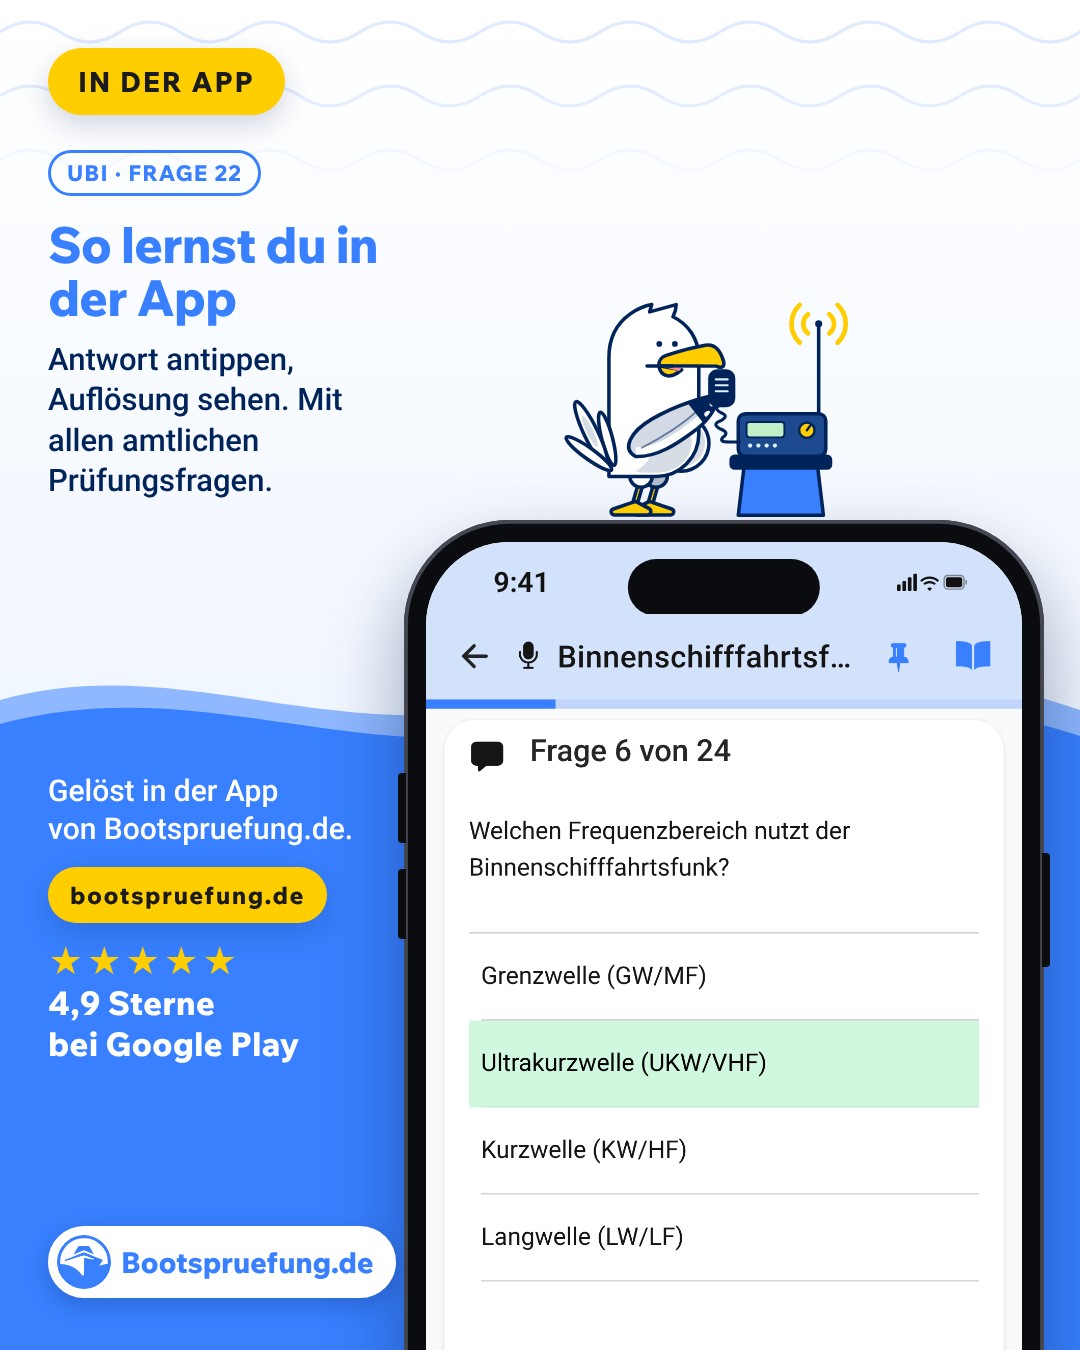 IN DER APP
UBI · FRAGE 22
So lernst du in
der App
Antwort antippen,
Auflösung sehen. Mit
allen amtlichen
Prüfungsfragen.
9:41
Binnenschifffahrtsf...
Frage 6 von 24
Welchen Frequenzbereich nutzt der
Binnenschifffahrtsfunk?
Grenzwelle (GW/MF)
Ultrakurzwelle (UKW/VHF)
Kurzwelle (KW/HF)
Langwelle (LW/LF)
Gelöst in der App
von Bootspruefung.de.
bootspruefung.de
4,9 Sterne
bei Google Play
Bootspruefung.de